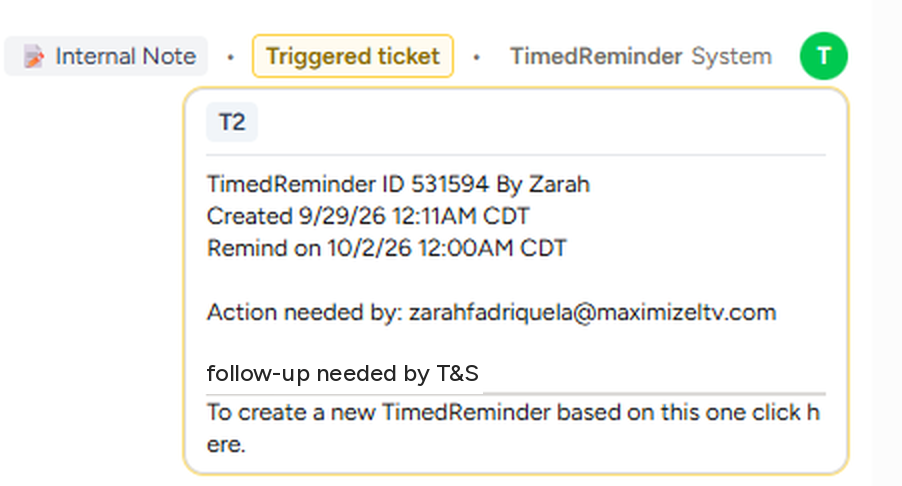 Internal Note • Triggered ticket • TimedReminder System T
T2
TimedReminder ID 531594 By Zarah
Created 9/29/26 12:11AM CDT
Remind on 10/2/26 12:00AM CDT
Action needed by: zarahfadriquela@maximizeltv.com
follow-up needed by T&S
To create a new TimedReminder based on this one click h
ere.